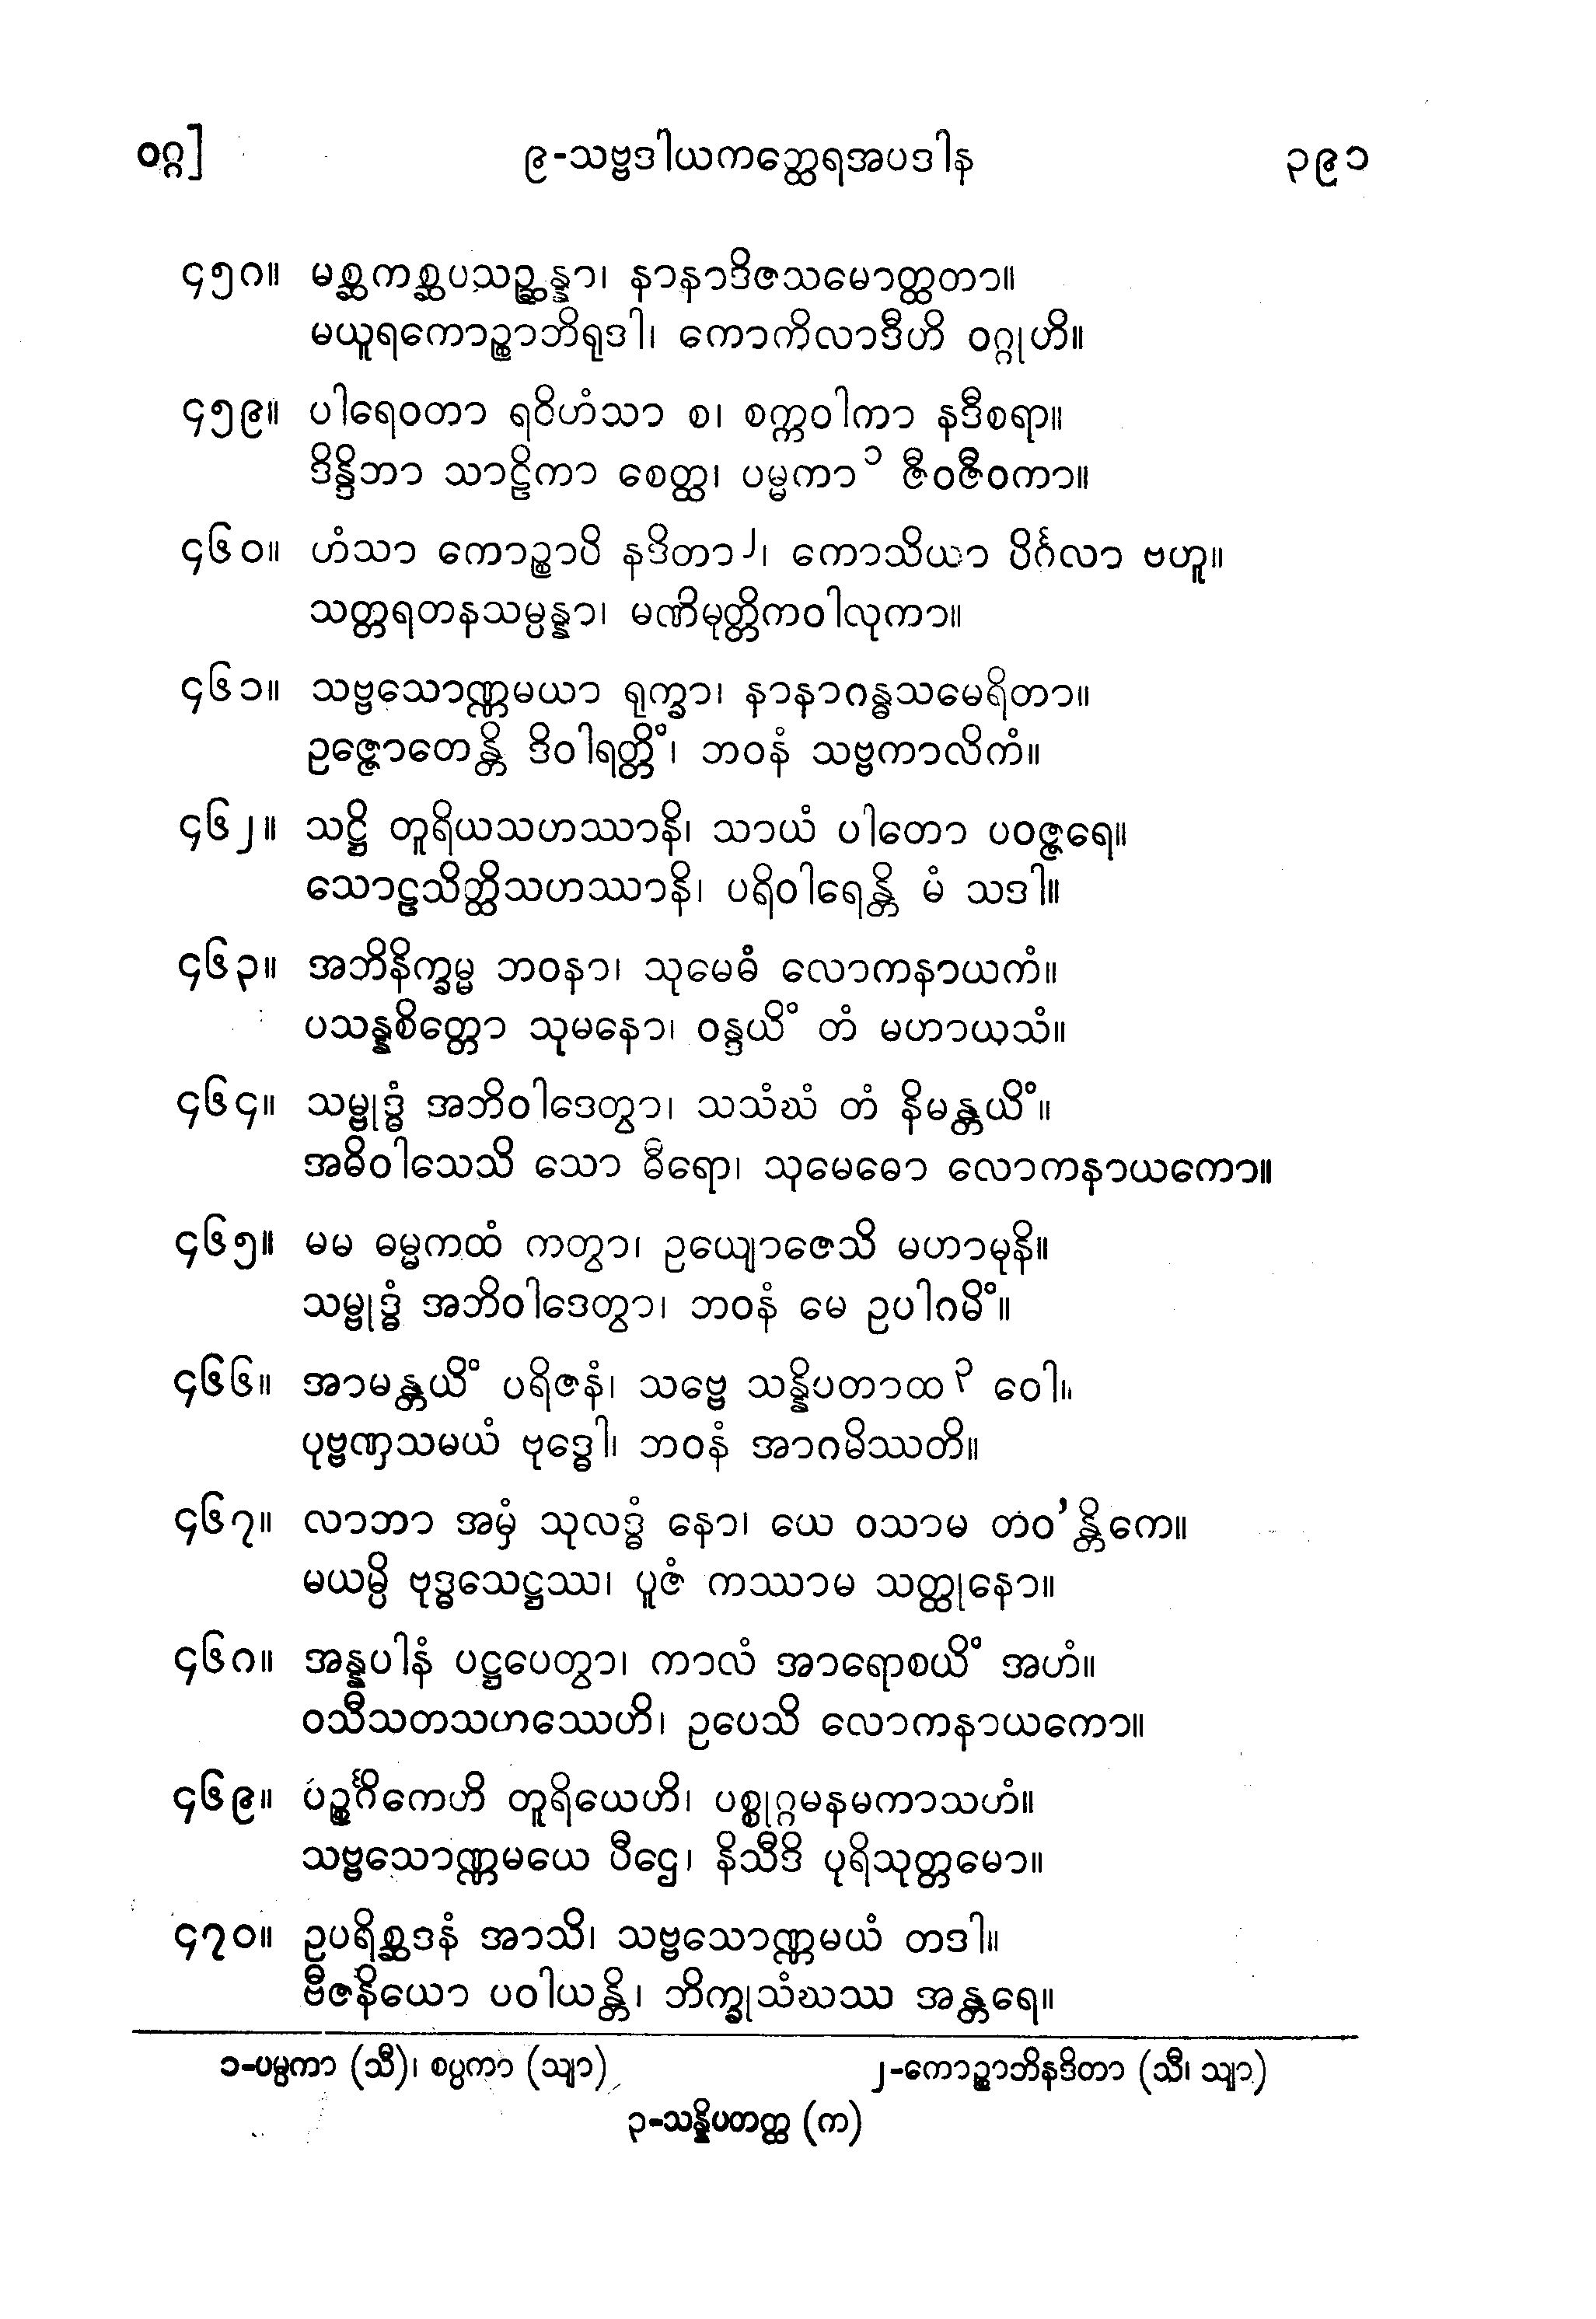 ဝဂ္ဂ] ၉-သဗ္ဗဒါယကတ္ထေရအပဒါန ၃၉၁
၄၅၈။ မစ္ဆကစ္ဆပသဉ္ဆန္နာ၊ နာနာဒိဇသမောတ္ထတာ။
မယူရကောဉ္စာဘိရုဒါ၊ ကောကိလာဒီဟိ ဝဂ္ဂုဟိ။
၄၅၉။ ပါရေဝတာ ရဝိဟံသာ စ၊ စက္ကဝါကာ နဒီစရာ။
ဒိန္ဒိဘာ သာဠိကာ စေတ္ထ၊ ပမ္မကာ၁ ဇီဝဇီဝကာ။
၄၆၀။ ဟံသာ ကောဉ္စာပိ နဒိတာ၂၊ ကောသိယာ ပိင်္ဂလာ ဗဟူ။
သတ္တရတနသမ္ပန္နာ၊ မဏိမုတ္တိကဝါလုကာ။
၄၆၁။ သဗ္ဗသောဏ္ဏမယာ ရုက္ခာ၊ နာနာဂန္ဓသမေရိတာ။
ဥဇ္ဇောတေန္တိ ဒိဝါရတ္တိံ၊ ဘဝနံ သဗ္ဗကာလိကံ။
၄၆၂။ သဋ္ဌိ တူရိယသဟဿာနိ၊ သာယံ ပါတော ပဝဇ္ဇရေ။
သောဠသိတ္ထိသဟဿာနိ၊ ပရိဝါရေန္တိ မံ သဒါ။
၄၆၃။ အဘိနိက္ခမ္မ ဘဝနာ၊ သုမေဓံ လောကနာယကံ။
ပသန္နစိတ္တော သုမနော၊ ဝန္ဒယိံ တံ မဟာယသံ။
၄၆၄။ သမ္ဗုဒ္ဓံ အဘိဝါဒေတွာ၊ သသံဃံ တံ နိမန္တယိံ။
အဓိဝါသေသိ သော ဓီရော၊ သုမေဓော လောကနာယကော။
၄၆၅။ မမ ဓမ္မကထံ ကတွာ၊ ဥယျောဇေသိ မဟာမုနိ။
သမ္ဗုဒ္ဓံ အဘိဝါဒေတွာ၊ ဘဝနံ မေ ဥပါဂမိံ။
၄၆၆။ အာမန္တယိံ ပရိဇနံ၊ သဗ္ဗေ သန္နိပတာထ၃ ဝေါ။
ပုဗ္ဗဏှသမယံ ဗုဒ္ဓေါ၊ ဘဝနံ အာဂမိဿတိ။
၄၆၇။ လာဘာ အမှံ သုလဒ္ဓံ နော၊ ယေ ဝသာမ တဝ'န္တိကေ။
မယမ္ပိ ဗုဒ္ဓသေဋ္ဌဿ၊ ပူဇံ ကဿာမ သတ္ထုနော။
၄၆၈။ အန္နပါနံ ပဋ္ဌပေတွာ၊ ကာလံ အာရောစယိံ အဟံ။
ဝသီသတသဟဿေဟိ၊ ဥပေသိ လောကနာယကော။
၄၆၉။ ပဉ္စင်္ဂိကေဟိ တူရိယေဟိ၊ ပစ္စုဂ္ဂမနမကာသဟံ။
သဗ္ဗသောဏ္ဏမယေ ပီဌေ၊ နိသီဒိ ပုရိသုတ္တမော။
၄၇၀။ ဥပရိစ္ဆဒနံ အာသိ၊ သဗ္ဗသောဏ္ဏမယံ တဒါ။
ဗီဇနိယော ပဝါယန္တိ၊ ဘိက္ခုသံဃဿ အန္တရေ။
၁-ပမ္ပကာ (သီ)၊ စပ္ပကာ (သျာ) ၂-ကောဉ္စာဘိနဒိတာ (သီ၊ သျာ)
၃-သန္နိပတတ္ထ (က)